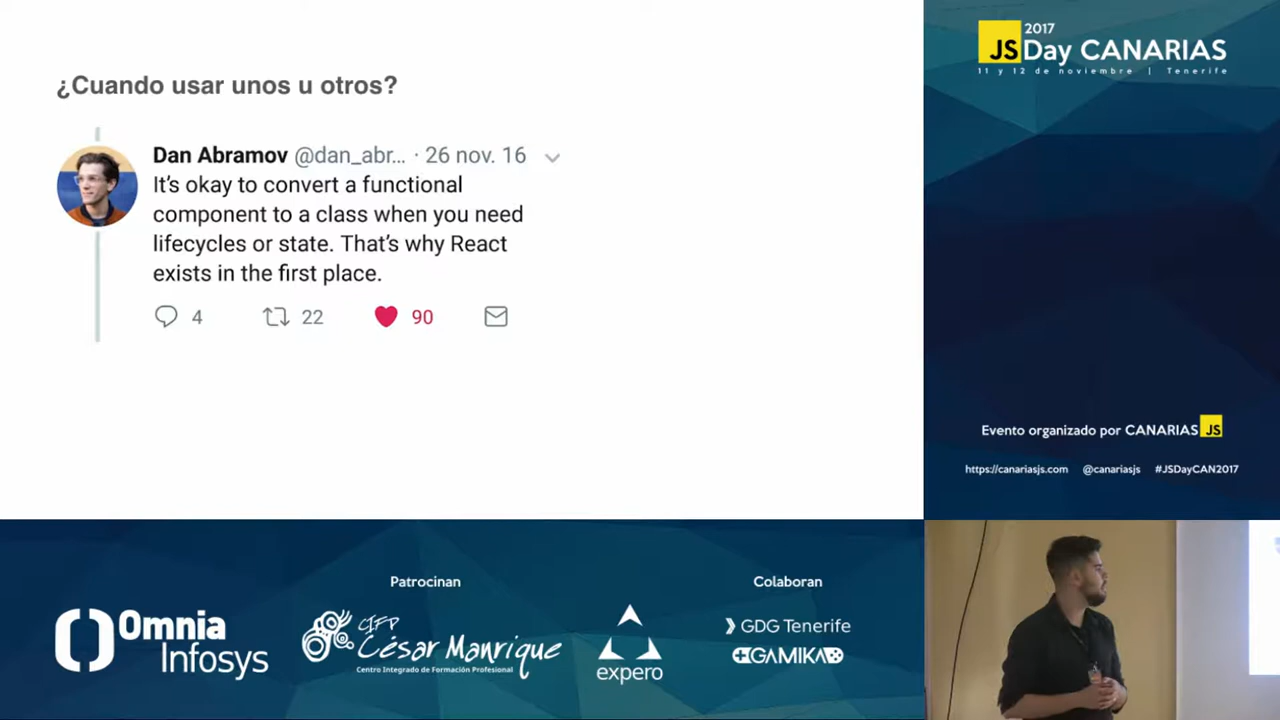 ¿Cuando usar unos u otros?
Dan Abramov @dan_abr... · 26 nov. 16
It's okay to convert a functional
component to a class when you need
lifecycles or state. That's why React
exists in the first place.
4 22 90
2017
JSDay CANARIAS
11 y 12 de noviembre | Tenerife
Evento organizado por CANARIAS JS
https://canariasjs.com @canariasjs #JSDayCAN2017
Patrocinan
Omnia
Infosys
CIFP
César Manrique
Centro Integrado de Formación Profesional
expero
Colaboran
GDG Tenerife
GAMIKA